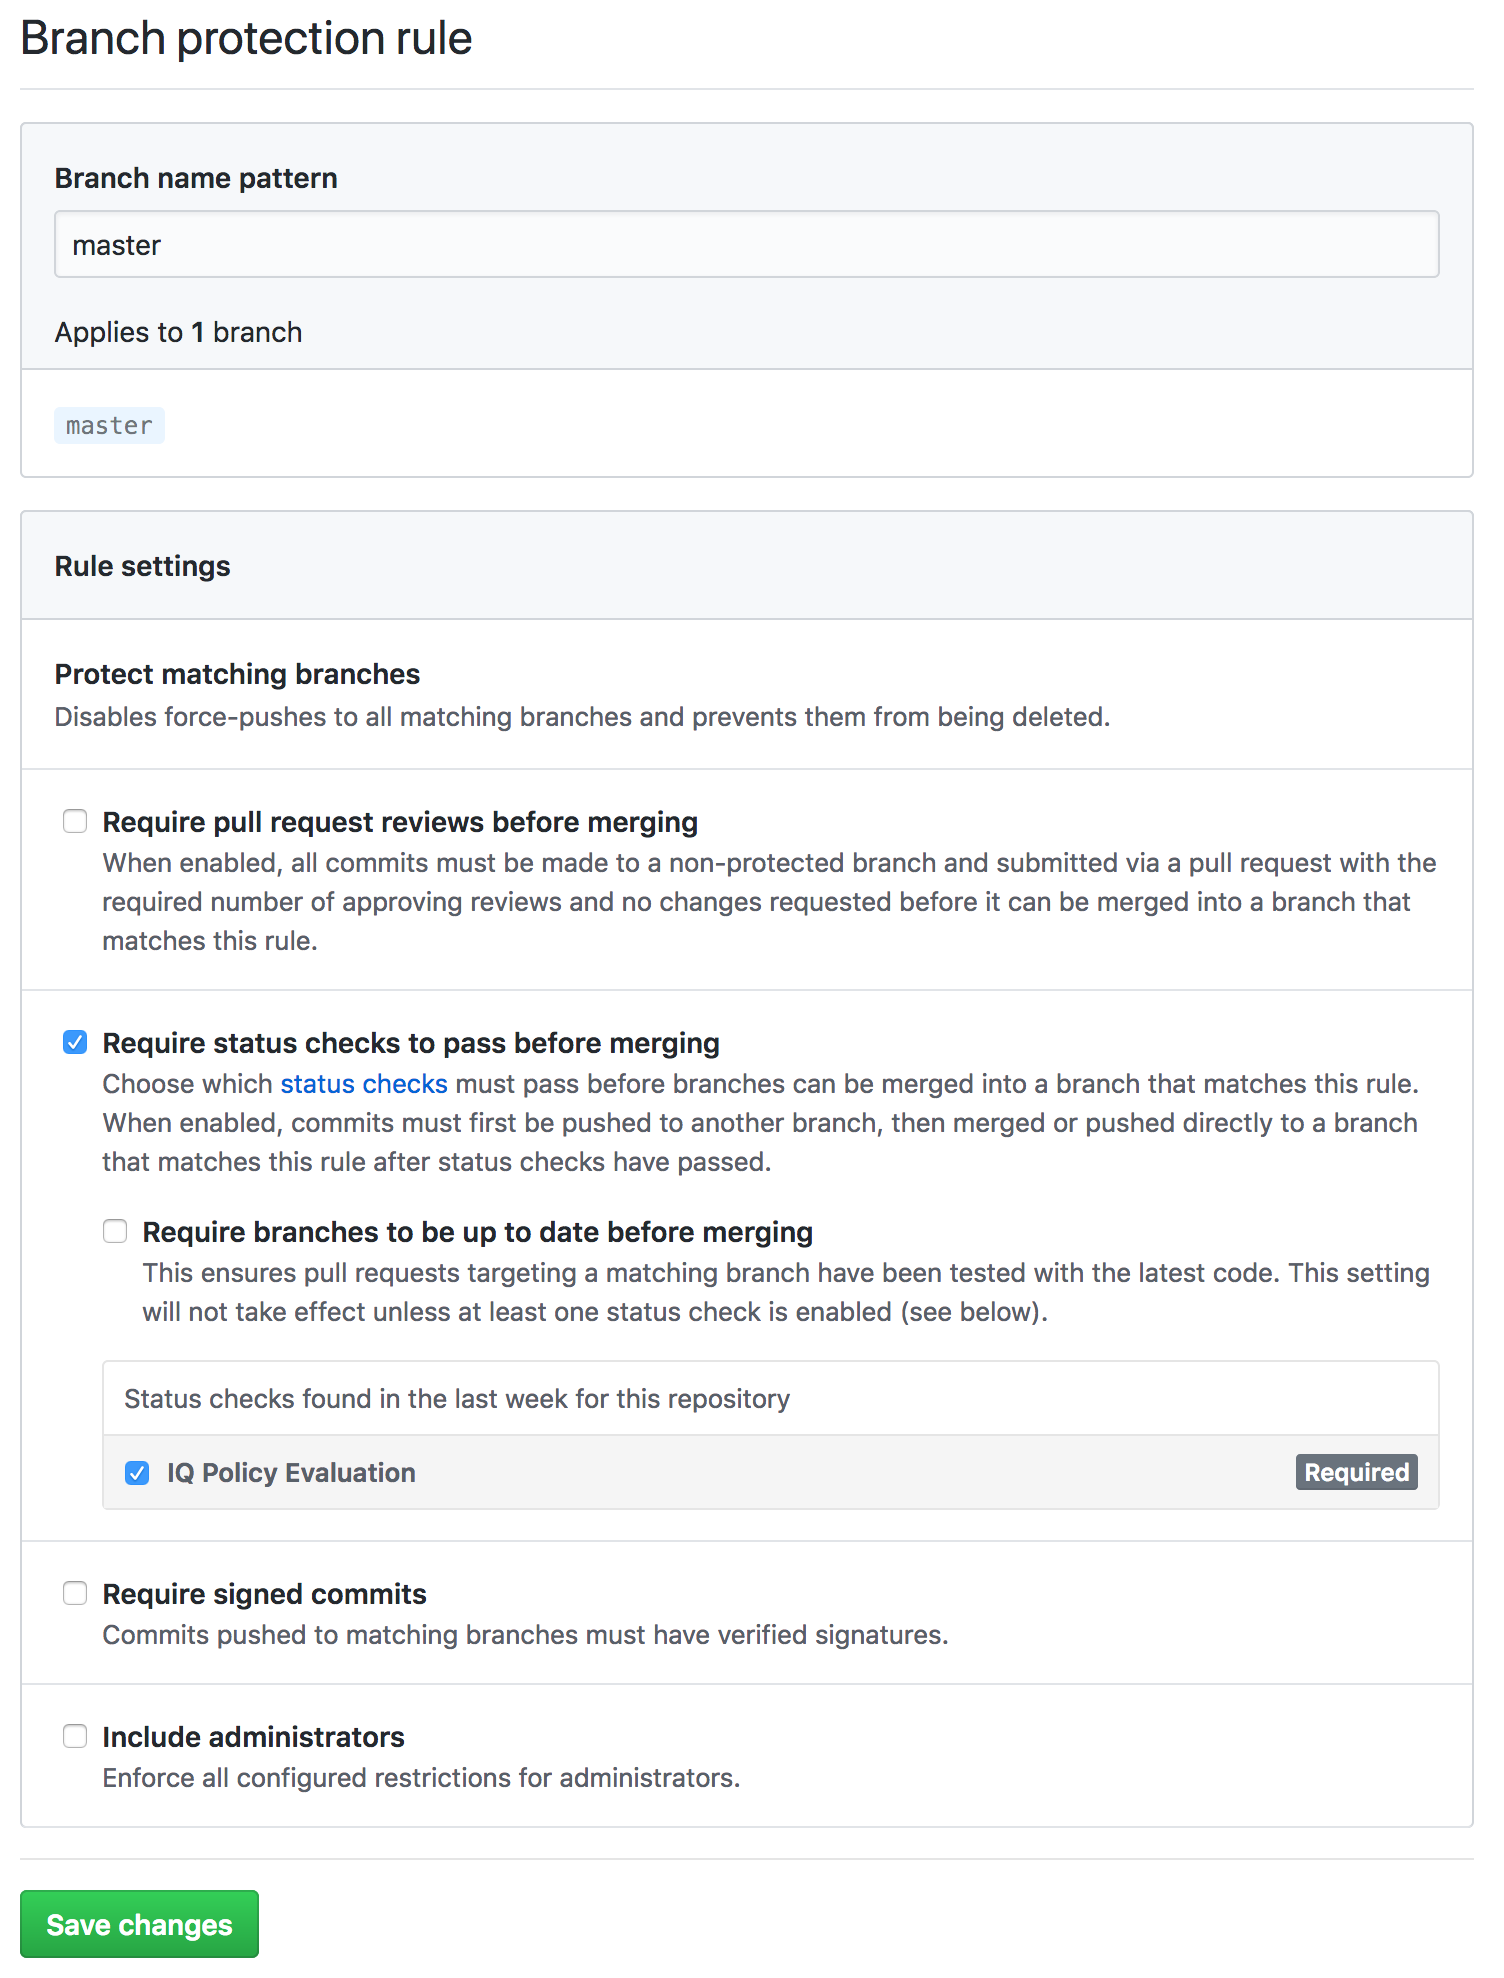 Branch protection rule
Branch name pattern
master
Applies to 1 branch
master
Rule settings
Protect matching branches
Disables force-pushes to all matching branches and prevents them from being deleted.
Require pull request reviews before merging
When enabled, all commits must be made to a non-protected branch and submitted via a pull request with the
required number of approving reviews and no changes requested before it can be merged into a branch that
matches this rule.
Require status checks to pass before merging
Choose which status checks must pass before branches can be merged into a branch that matches this rule.
When enabled, commits must first be pushed to another branch, then merged or pushed directly to a branch
that matches this rule after status checks have passed.
Require branches to be up to date before merging
This ensures pull requests targeting a matching branch have been tested with the latest code. This setting
will not take effect unless at least one status check is enabled (see below).
Status checks found in the last week for this repository
IQ Policy Evaluation Required
Require signed commits
Commits pushed to matching branches must have verified signatures.
Include administrators
Enforce all configured restrictions for administrators.
Save changes